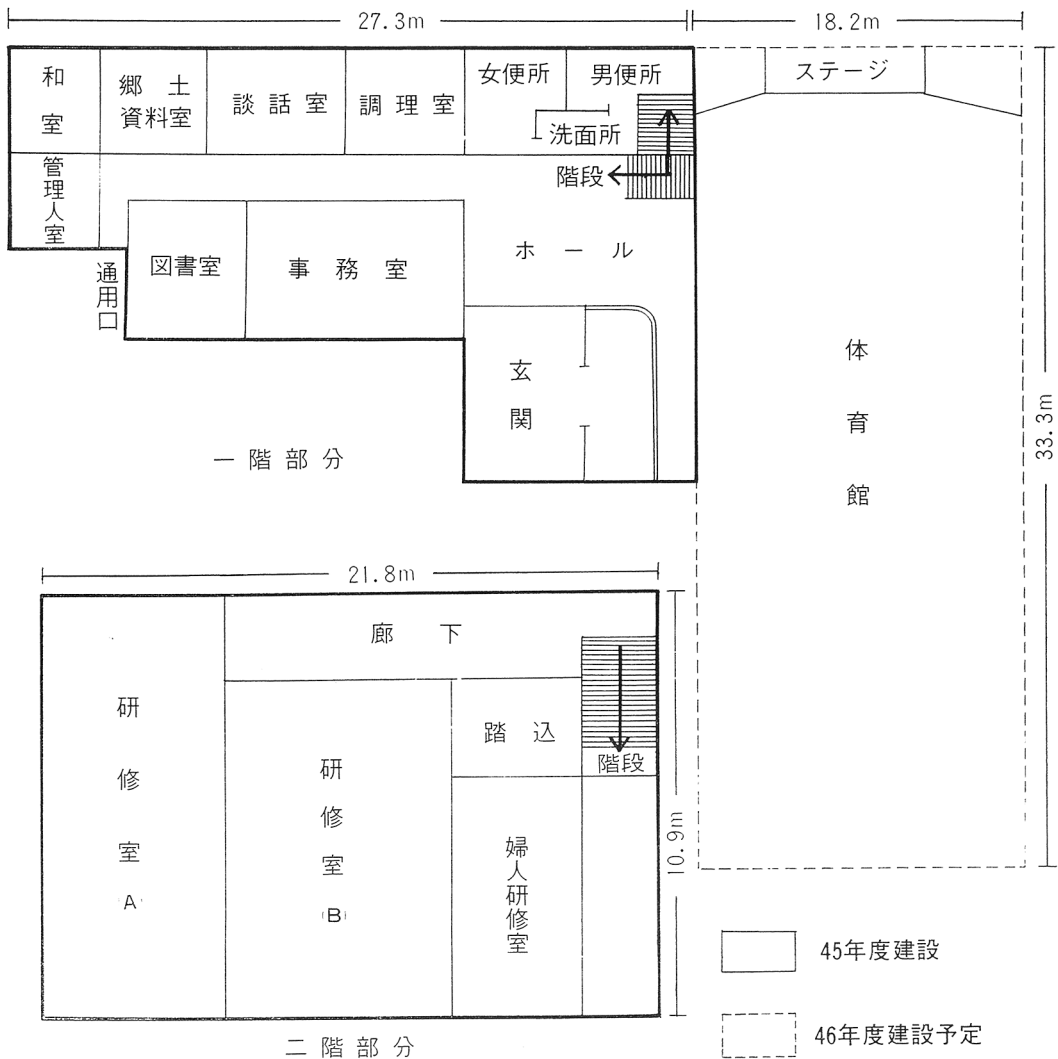 27.3m
18.2m
和室
郷土
資料室
談話室
調理室
女便所
男便所
洗面所
階段
ステージ
管理人室
通用口
図書室
事務室
ホール
玄関
体育館
33.3m
一階部分
21.8m
廊下
研修室(A)
研修室(B)
踏込
階段
婦人研修室
10.9m
45年度建設
46年度建設予定
二階部分